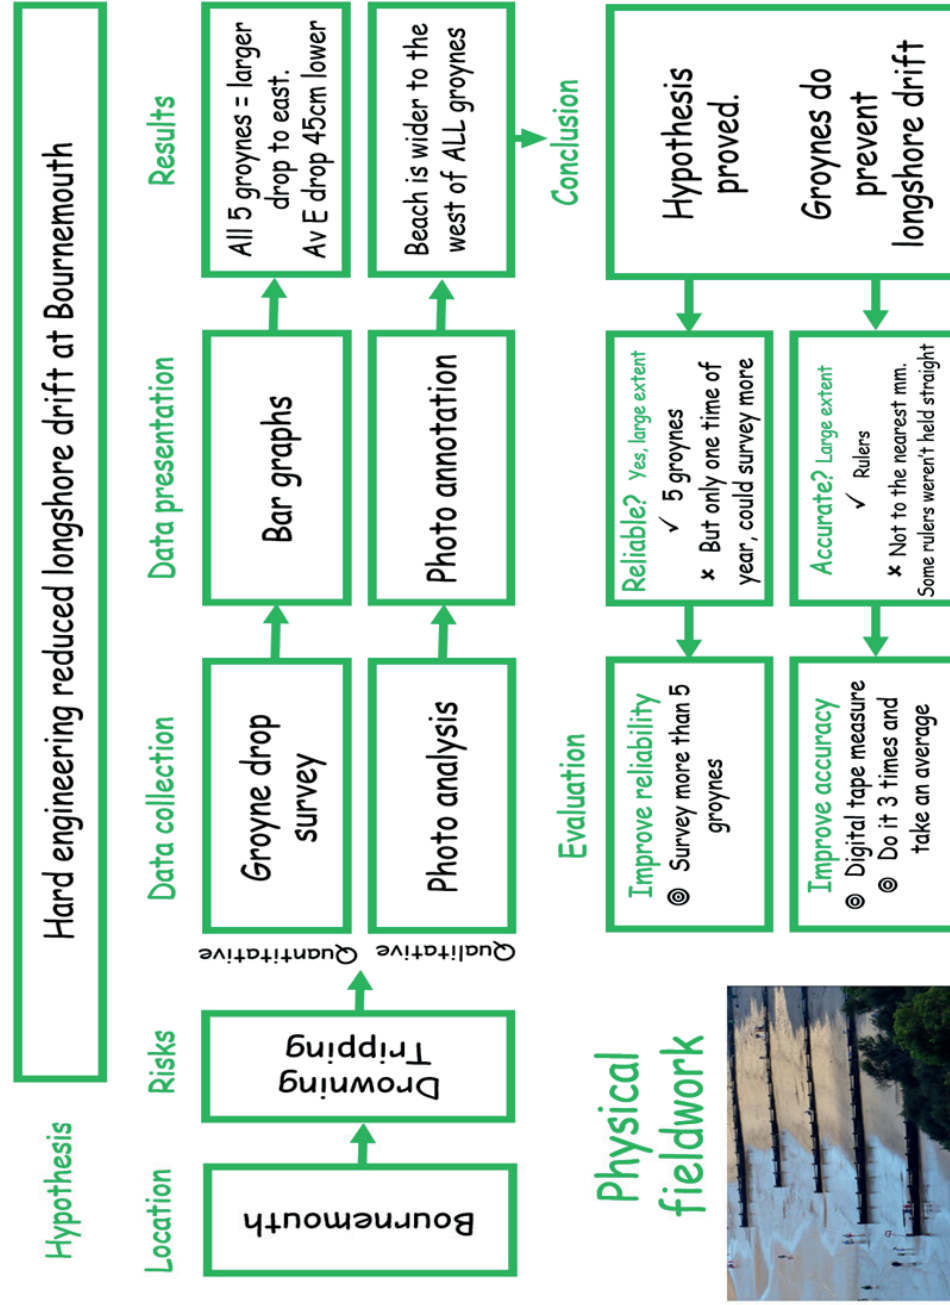 Hypothesis
Hard engineering reduced longshore drift at Bournemouth
Location
Risks
Data collection
Data presentation
Results
Bournemouth
Drowning
Tripping
Quantitative
Groyne drop
survey
Bar graphs
All 5 groynes = larger
drop to east.
Av E drop 45cm lower
Qualitative
Photo analysis
Photo annotation
Beach is wider to the
west of ALL groynes
Physical
fieldwork
Evaluation
Conclusion
Improve reliability
◎ Survey more than 5
groynes
Reliable? Yes, large extent
✓ 5 groynes
× But only one time of
year, could survey more
Hypothesis
proved.
Groynes do
prevent
longshore drift
Improve accuracy
◎ Digital tape measure
◎ Do it 3 times and
take an average
Accurate? Large extent
✓ Rulers
× Not to the nearest mm.
Some rulers weren't held straight